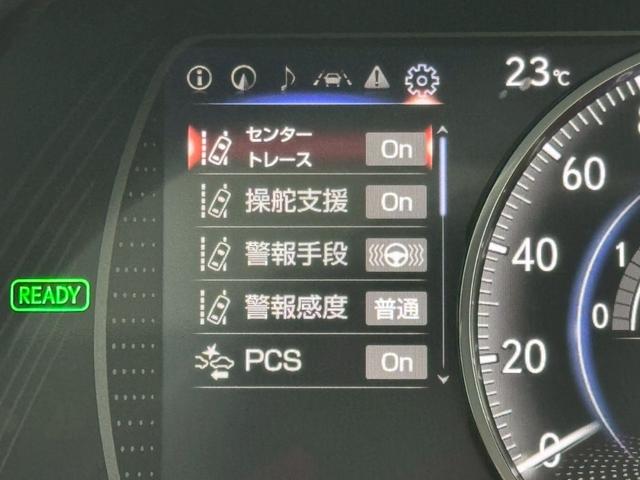 23℃
センター
トレース On
操舵支援 On
警報手段
警報感度 普通
PCS On
READY
60
40
20
0
1
0